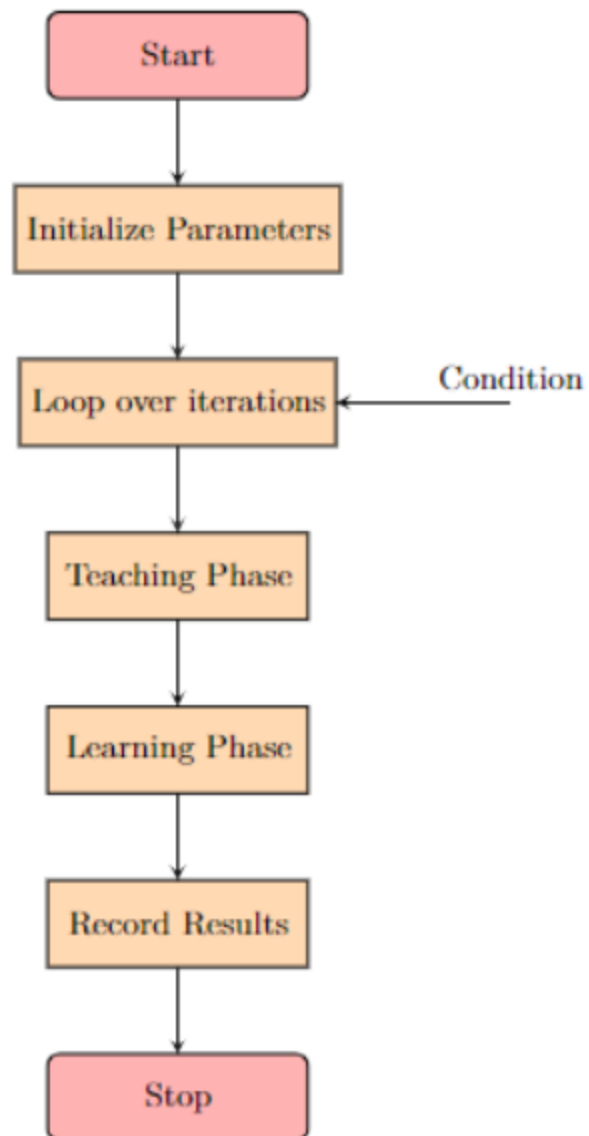 Start
Initialize Parameters
Condition
Loop over iterations
Teaching Phase
Learning Phase
Record Results
Stop